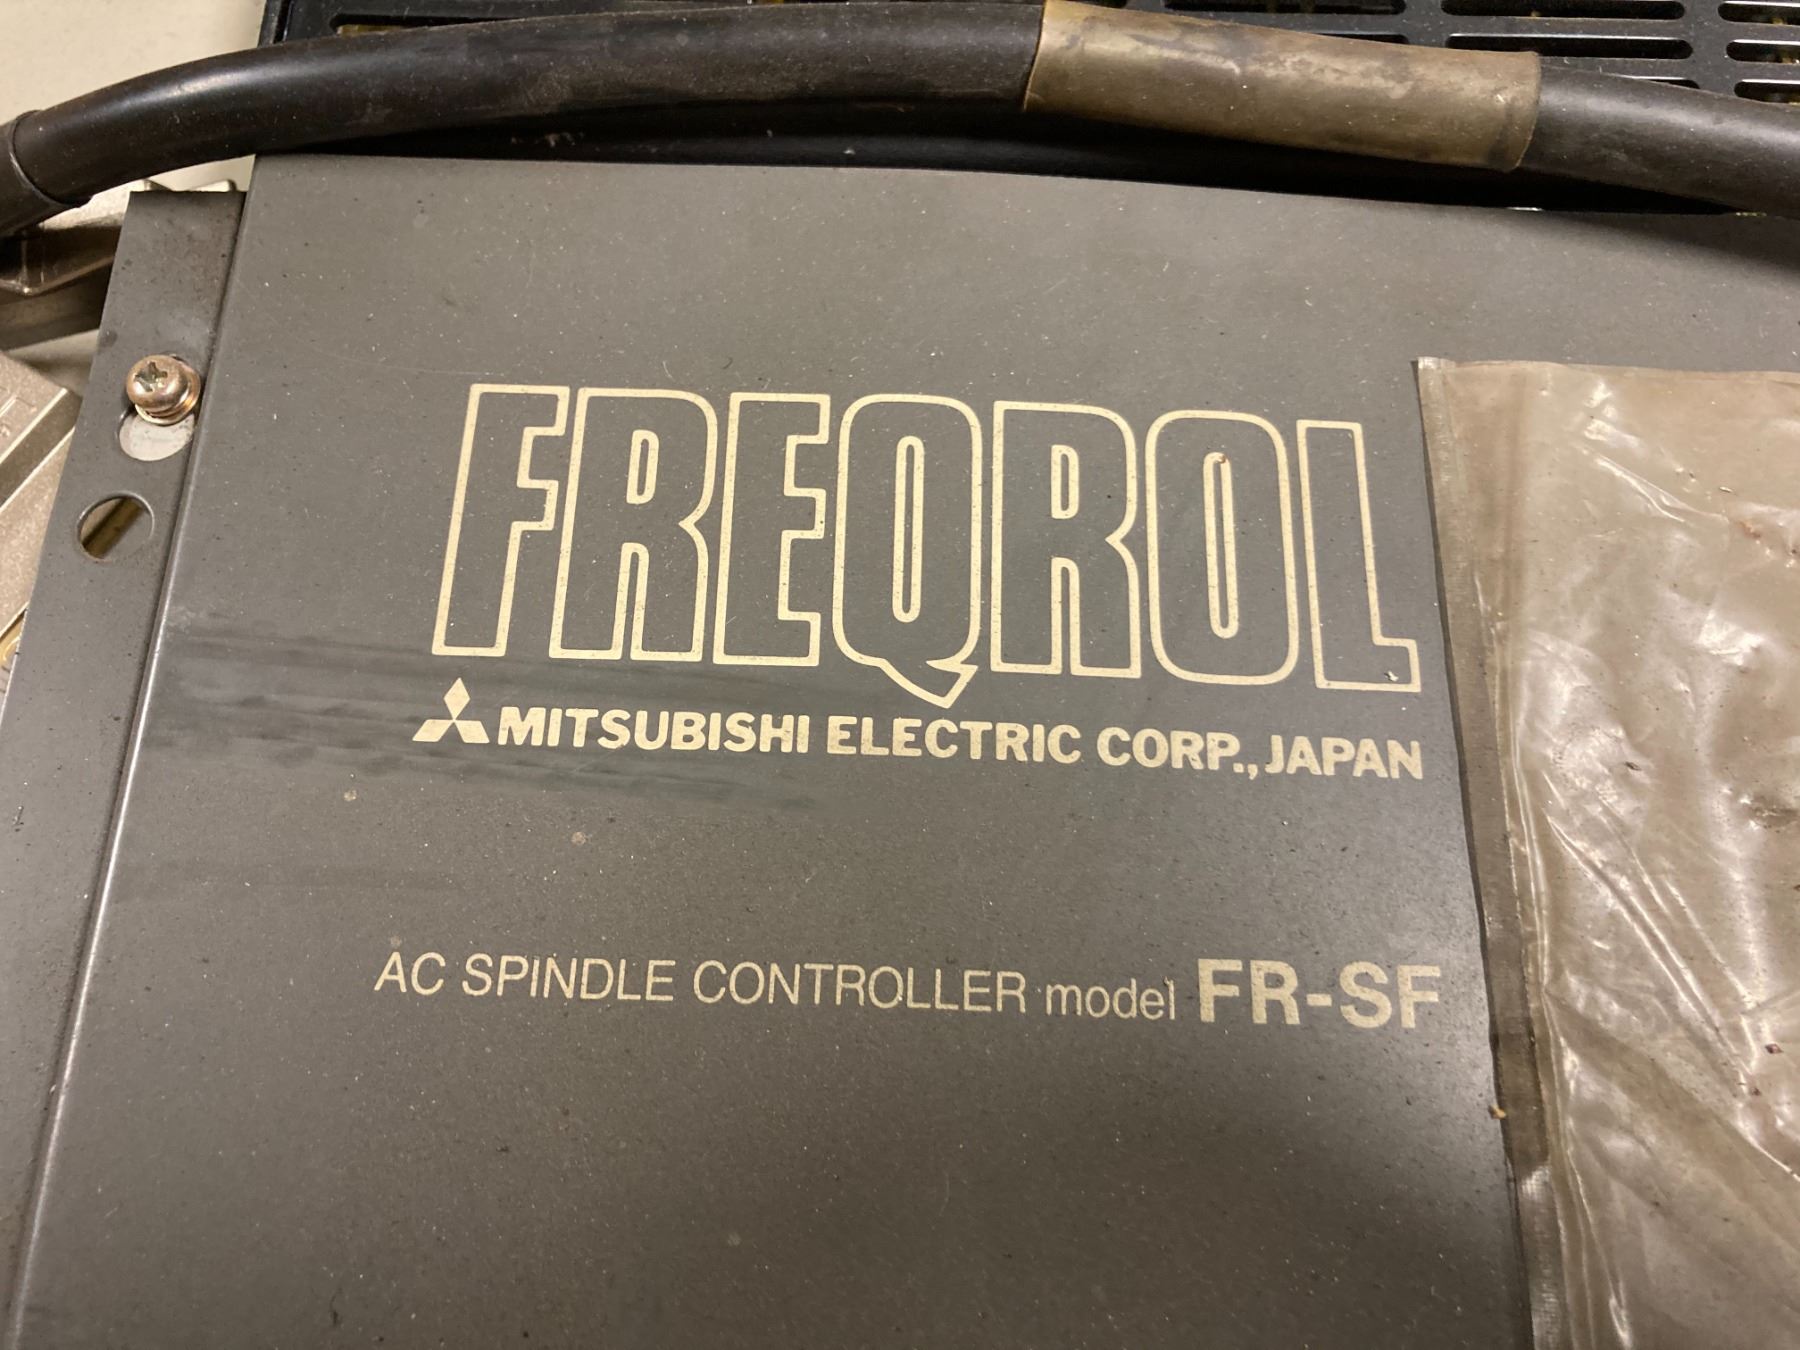 FREQROL
MITSUBISHI ELECTRIC CORP., JAPAN
AC SPINDLE CONTROLLER model FR-SF